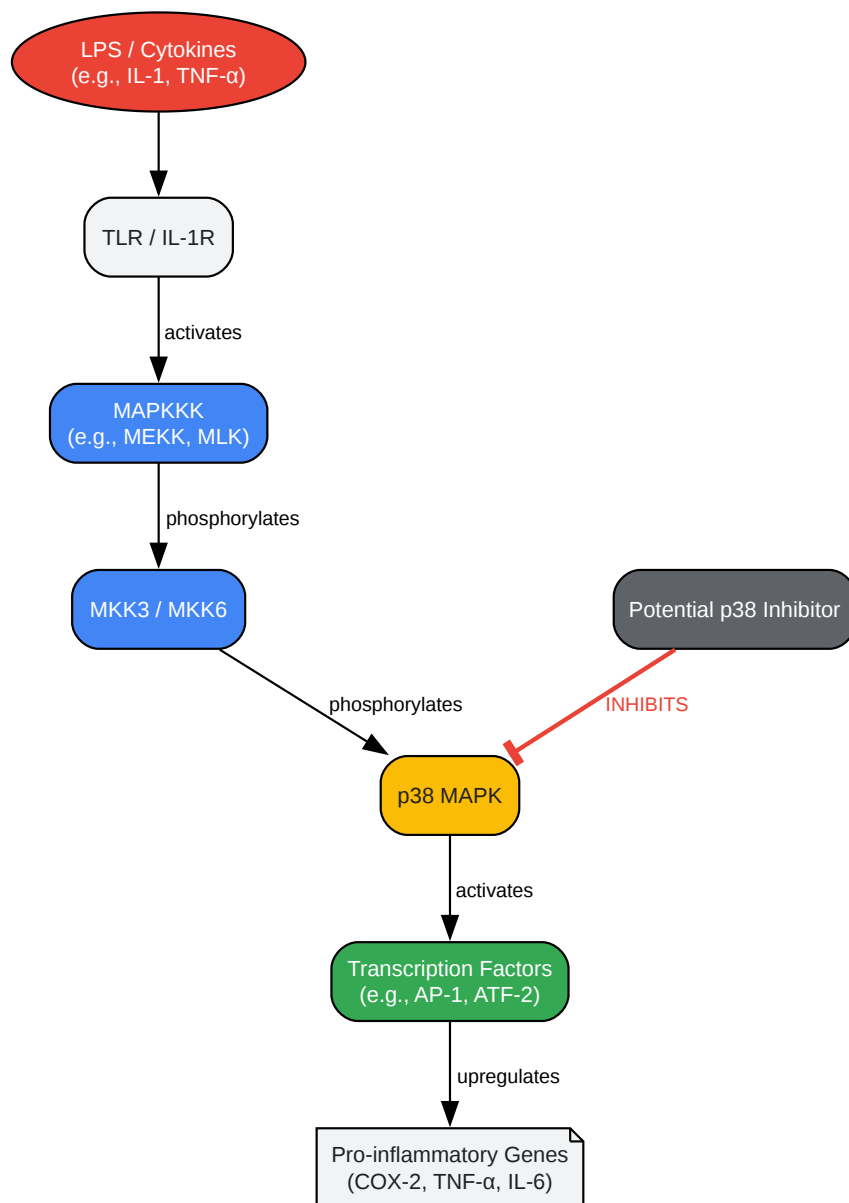 LPS / Cytokines
(e.g., IL-1, TNF-α)
TLR / IL-1R
activates
MAPKKK
(e.g., MEKK, MLK)
phosphorylates
MKK3 / MKK6
Potential p38 Inhibitor
phosphorylates
INHIBITS
p38 MAPK
activates
Transcription Factors
(e.g., AP-1, ATF-2)
upregulates
Pro-inflammatory Genes
(COX-2, TNF-α, IL-6)